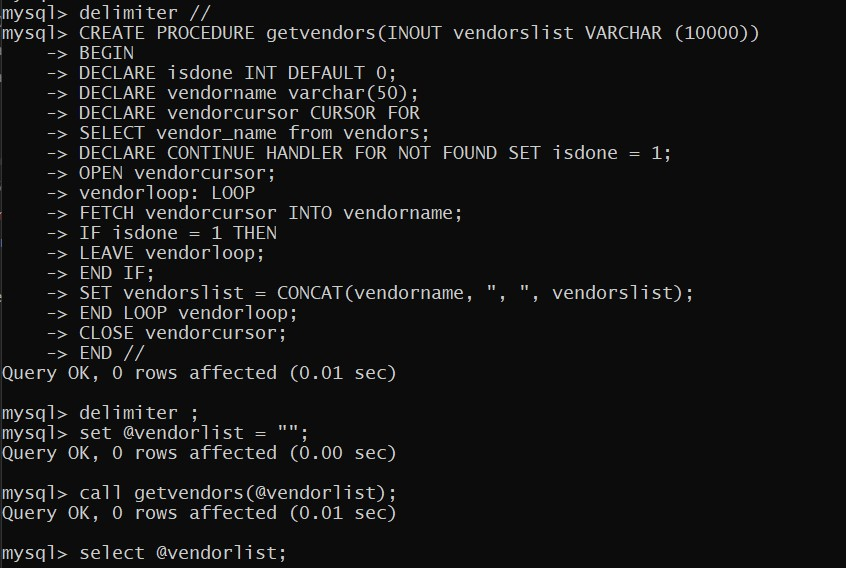 mysql> delimiter //
mysql> CREATE PROCEDURE getvendors(INOUT vendorslist VARCHAR (10000))
    -> BEGIN
    -> DECLARE isdone INT DEFAULT 0;
    -> DECLARE vendorname varchar(50);
    -> DECLARE vendorcursor CURSOR FOR
    -> SELECT vendor_name from vendors;
    -> DECLARE CONTINUE HANDLER FOR NOT FOUND SET isdone = 1;
    -> OPEN vendorcursor;
    -> vendorloop: LOOP
    -> FETCH vendorcursor INTO vendorname;
    -> IF isdone = 1 THEN
    -> LEAVE vendorloop;
    -> END IF;
    -> SET vendorslist = CONCAT(vendorname, ", ", vendorslist);
    -> END LOOP vendorloop;
    -> CLOSE vendorcursor;
    -> END //
Query OK, 0 rows affected (0.01 sec)
mysql> delimiter ;
mysql> set @vendorlist = "";
Query OK, 0 rows affected (0.00 sec)
mysql> call getvendors(@vendorlist);
Query OK, 0 rows affected (0.01 sec)
mysql> select @vendorlist;